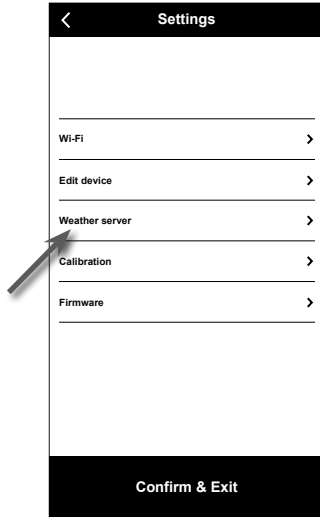 Settings
Wi-Fi
Edit device
Weather server
Calibration
Firmware
Confirm & Exit